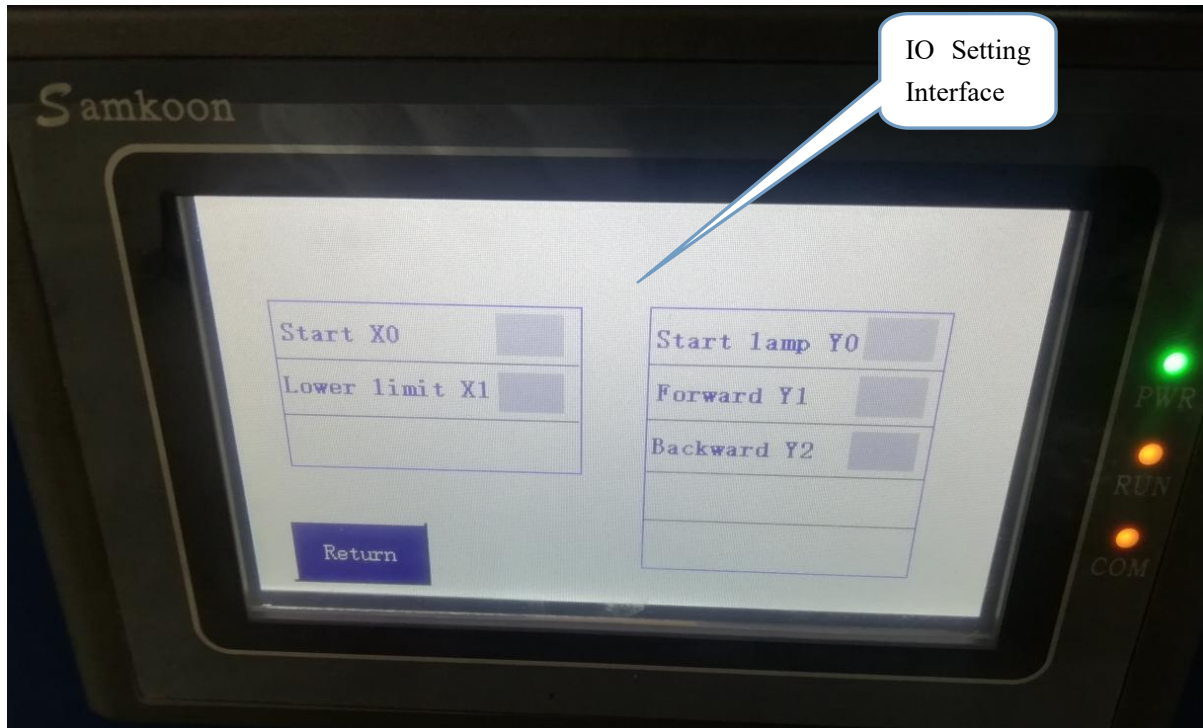 IO Setting
Interface
Samkoon
Start X0
Lower limit X1
Start lamp Y0
Forward Y1
Backward Y2
Return
PWR
RUN
COM